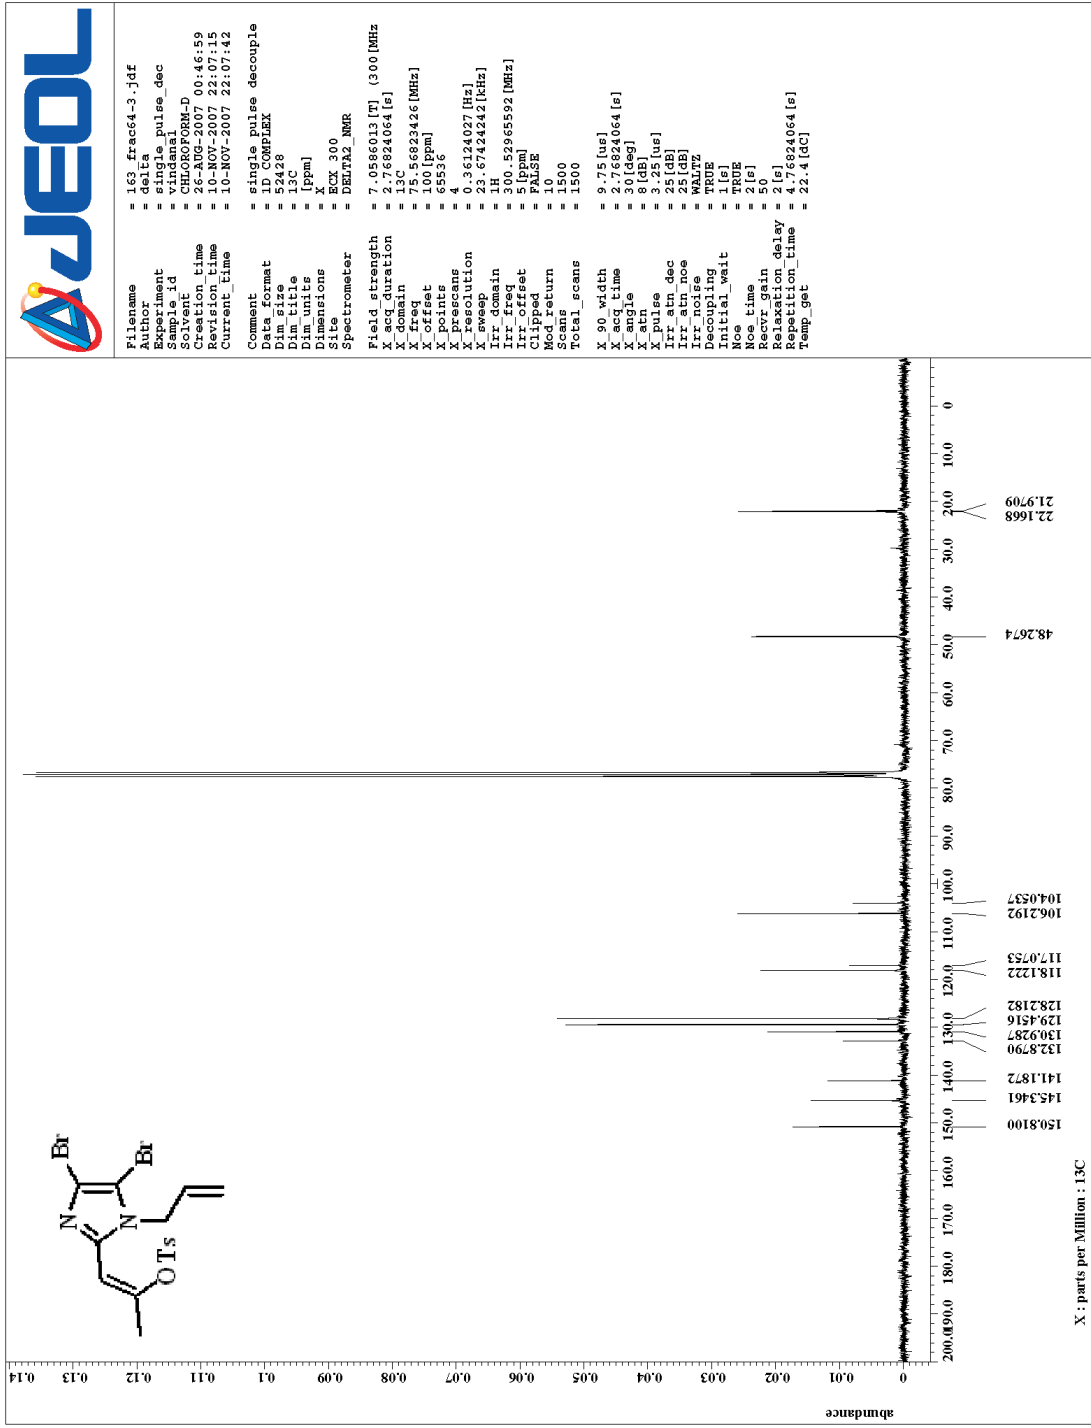 JEOL
Filename = 163_frac64-3.jdf
Author = delta
Experiment = single_pulse_dec
Sample_id = vindanal
Solvent = CHLOROFORM-D
Creation_time = 26-AUG-2007 00:46:59
Revision_time = 10-NOV-2007 22:07:15
Current_time = 10-NOV-2007 22:07:42
Comment = single pulse decouple
Data_format = 1D COMPLEX
Dim_size = 52428
Dim_title = 13C
Dim_units = [ppm]
Dimensions = X
Site = ECX 300
Spectrometer = DELTA2_NMR
Field_strength = 7.0586013[T] (300[MHz
X_acq_duration = 2.76824064[s]
X_domain = 13C
X_freq = 75.56823426[MHz]
X_offset = 100[ppm]
X_points = 65536
X_prescans = 4
X_resolution = 0.36124027[Hz]
X_sweep = 23.67424242[kHz]
Irr_domain = 1H
Irr_freq = 300.52965592[MHz]
Irr_offset = 5[ppm]
Clipped = FALSE
Mod_return = 10
Scans = 1500
Total_scans = 1500
X_90_width = 9.75[us]
X_acq_time = 2.76824064[s]
X_angle = 30[deg]
X_atn = 8[dB]
X_pulse = 3.25[us]
Irr_atn_dec = 25[dB]
Irr_atn_noe = 25[dB]
Irr_noise = WALTZ
Decoupling = TRUE
Initial_wait = 1[s]
Noe = TRUE
Noe_time = 2[s]
Recvr_gain = 50
Relaxation_delay = 2[s]
Repetition_time = 4.76824064[s]
Temp_get = 22.4[dC]
N
Br
Br
N
OTs
abundance
0 0.01 0.02 0.03 0.04 0.05 0.06 0.07 0.08 0.09 0.1 0.11 0.12 0.13 0.14
200.0 190.0 180.0 170.0 160.0 150.0 140.0 130.0 120.0 110.0 100.0 90.0 80.0 70.0 60.0 50.0 40.0 30.0 20.0 10.0 0
150.8100
145.3461
141.1872
132.8790
130.9287
129.4516
128.2182
118.1222
117.0753
106.2192
104.0537
48.2674
22.1668
21.9709
X : parts per Million : 13C